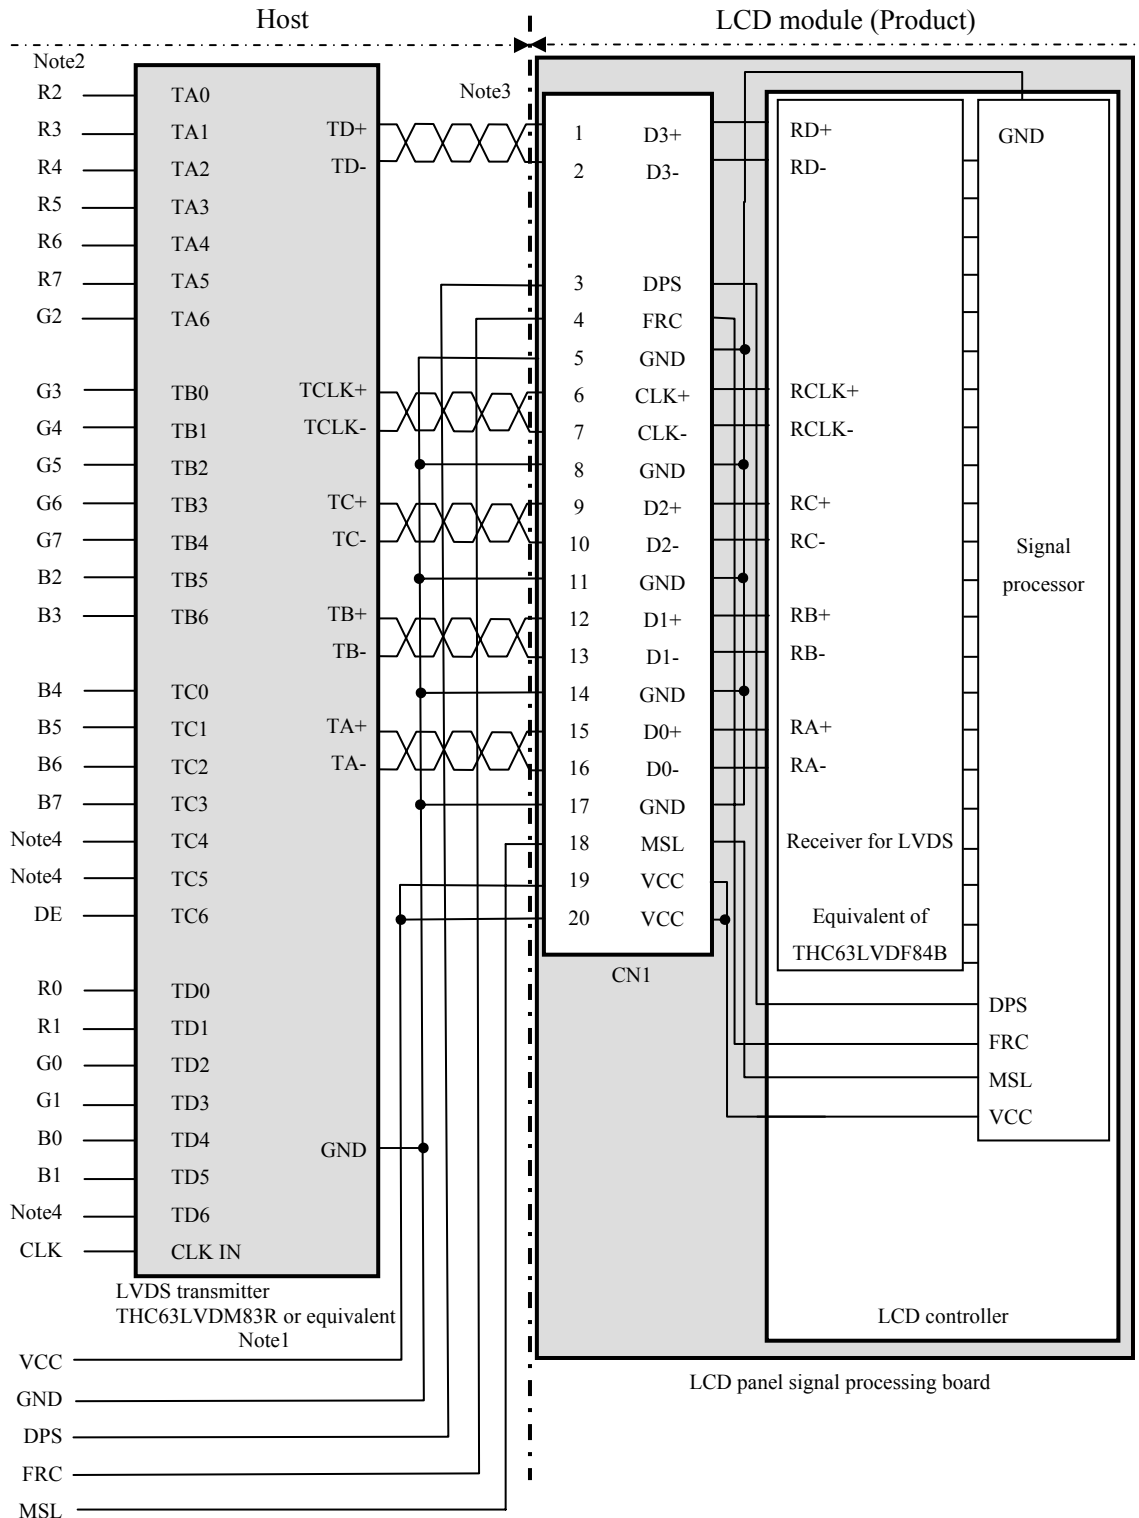 Host
LCD module (Product)
Note2
Note3
R2 TA0
R3 TA1 TD+
R4 TA2 TD-
R5 TA3
R6 TA4
R7 TA5
G2 TA6
G3 TB0 TCLK+
G4 TB1 TCLK-
G5 TB2
G6 TB3 TC+
G7 TB4 TC-
B2 TB5
B3 TB6 TB+
TB-
B4 TC0
B5 TC1 TA+
B6 TC2 TA-
B7 TC3
Note4 TC4
Note4 TC5
DE TC6
R0 TD0
R1 TD1
G0 TD2
G1 TD3
B0 TD4 GND
B1 TD5
Note4 TD6
CLK CLK IN
LVDS transmitter
THC63LVDM83R or equivalent
Note1
VCC
GND
DPS
FRC
MSL
1 D3+
2 D3-
3 DPS
4 FRC
5 GND
6 CLK+
7 CLK-
8 GND
9 D2+
10 D2-
11 GND
12 D1+
13 D1-
14 GND
15 D0+
16 D0-
17 GND
18 MSL
19 VCC
20 VCC
CN1
RD+
RD-
RCLK+
RCLK-
RC+
RC-
RB+
RB-
RA+
RA-
Receiver for LVDS
Equivalent of
THC63LVDF84B
GND
Signal
processor
DPS
FRC
MSL
VCC
LCD controller
LCD panel signal processing board